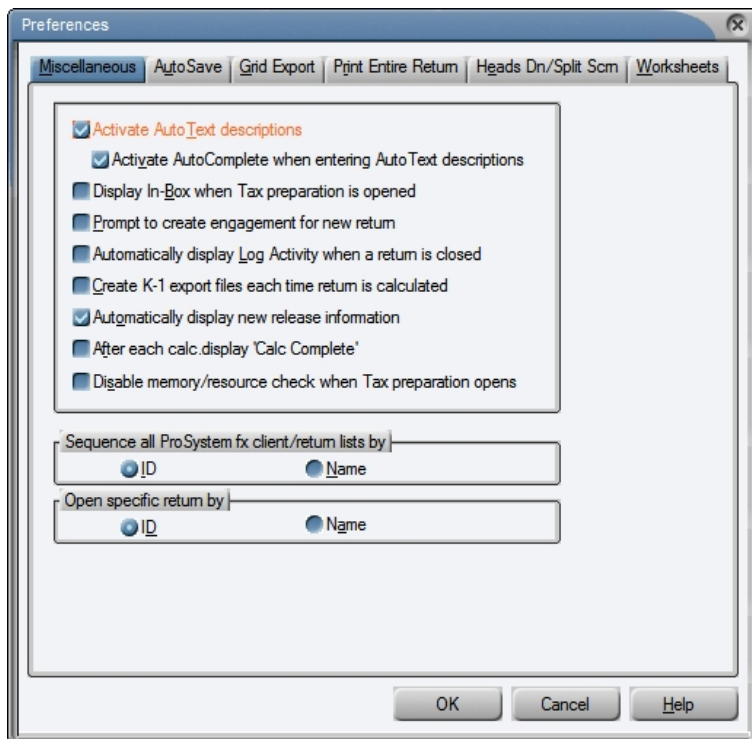 Preferences
Miscellaneous AutoSave Grid Export Print Entire Return Heads Dn/Split Scrn Worksheets
Activate AutoText descriptions
Activate AutoComplete when entering AutoText descriptions
Display In-Box when Tax preparation is opened
Prompt to create engagement for new return
Automatically display Log Activity when a return is closed
Create K-1 export files each time return is calculated
Automatically display new release information
After each calc.display 'Calc Complete'
Disable memory/resource check when Tax preparation opens
Sequence all ProSystem fx client/return lists by
ID Name
Open specific return by
ID Name
OK Cancel Help